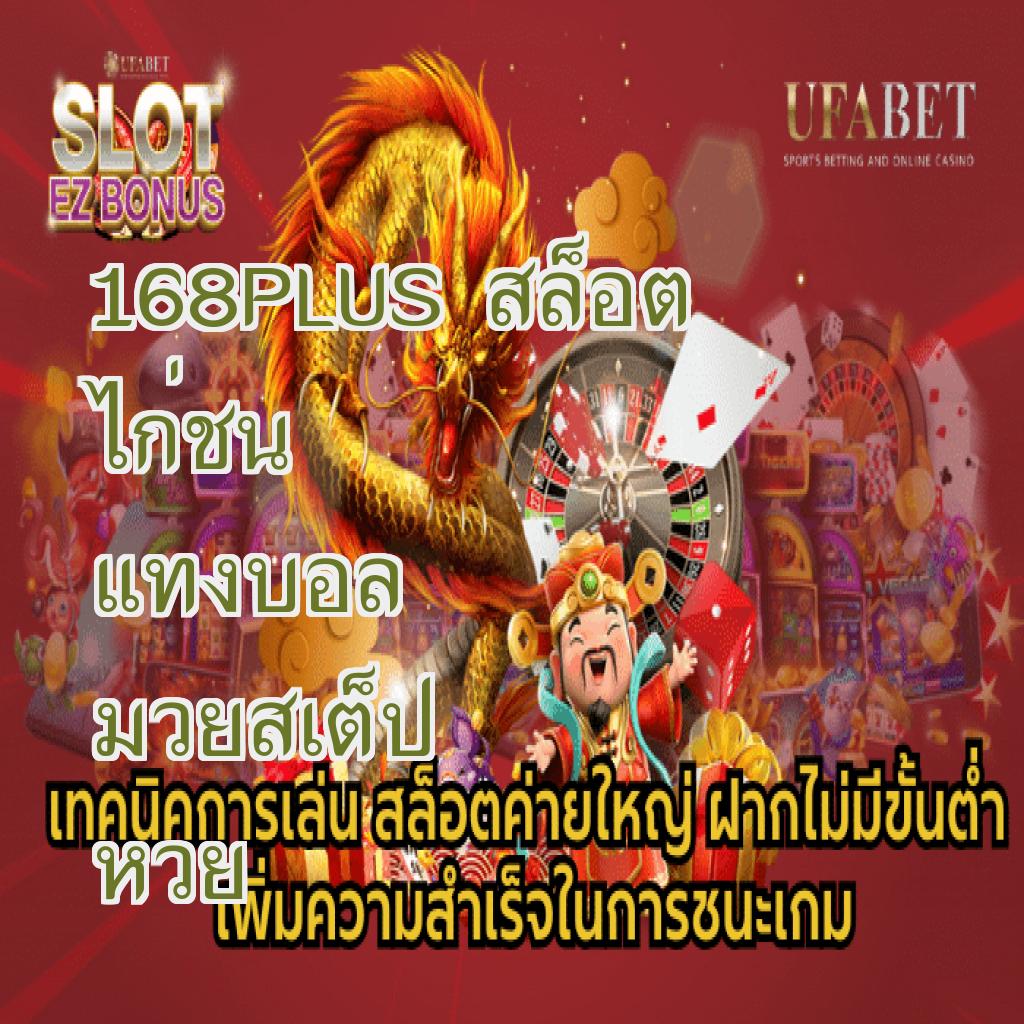 UFABET
SLOT
EZ BONUS
UFABET
SPORTS BETTING AND ONLINE CASINO
168PLUS สล็อต
ไก่ชน
แทงบอล
มวยสเต็ป
เทคนิคการเล่น สล็อตค่ายใหญ่ ฝากไม่มีขั้นต่ำ
หวย
เพิ่มความสำเร็จในการชนะเกม